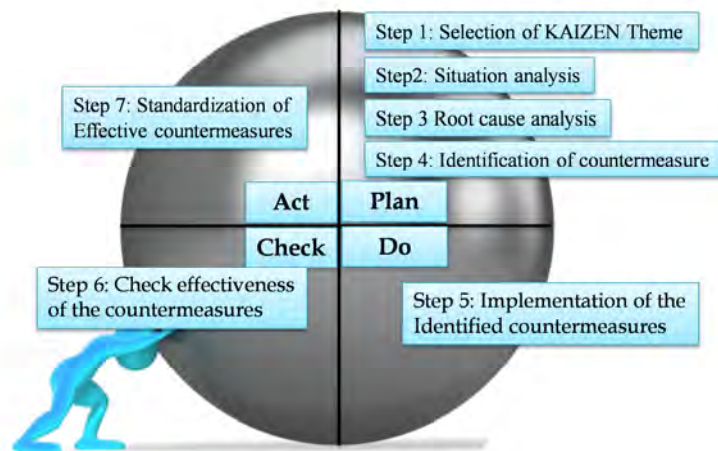 Step 1: Selection of KAIZEN Theme
Step2: Situation analysis
Step 3 Root cause analysis
Step 4: Identification of countermeasure
Step 7: Standardization of
Effective countermeasures
Act
Plan
Check
Do
Step 6: Check effectiveness
of the countermeasures
Step 5: Implementation of the
Identified countermeasures